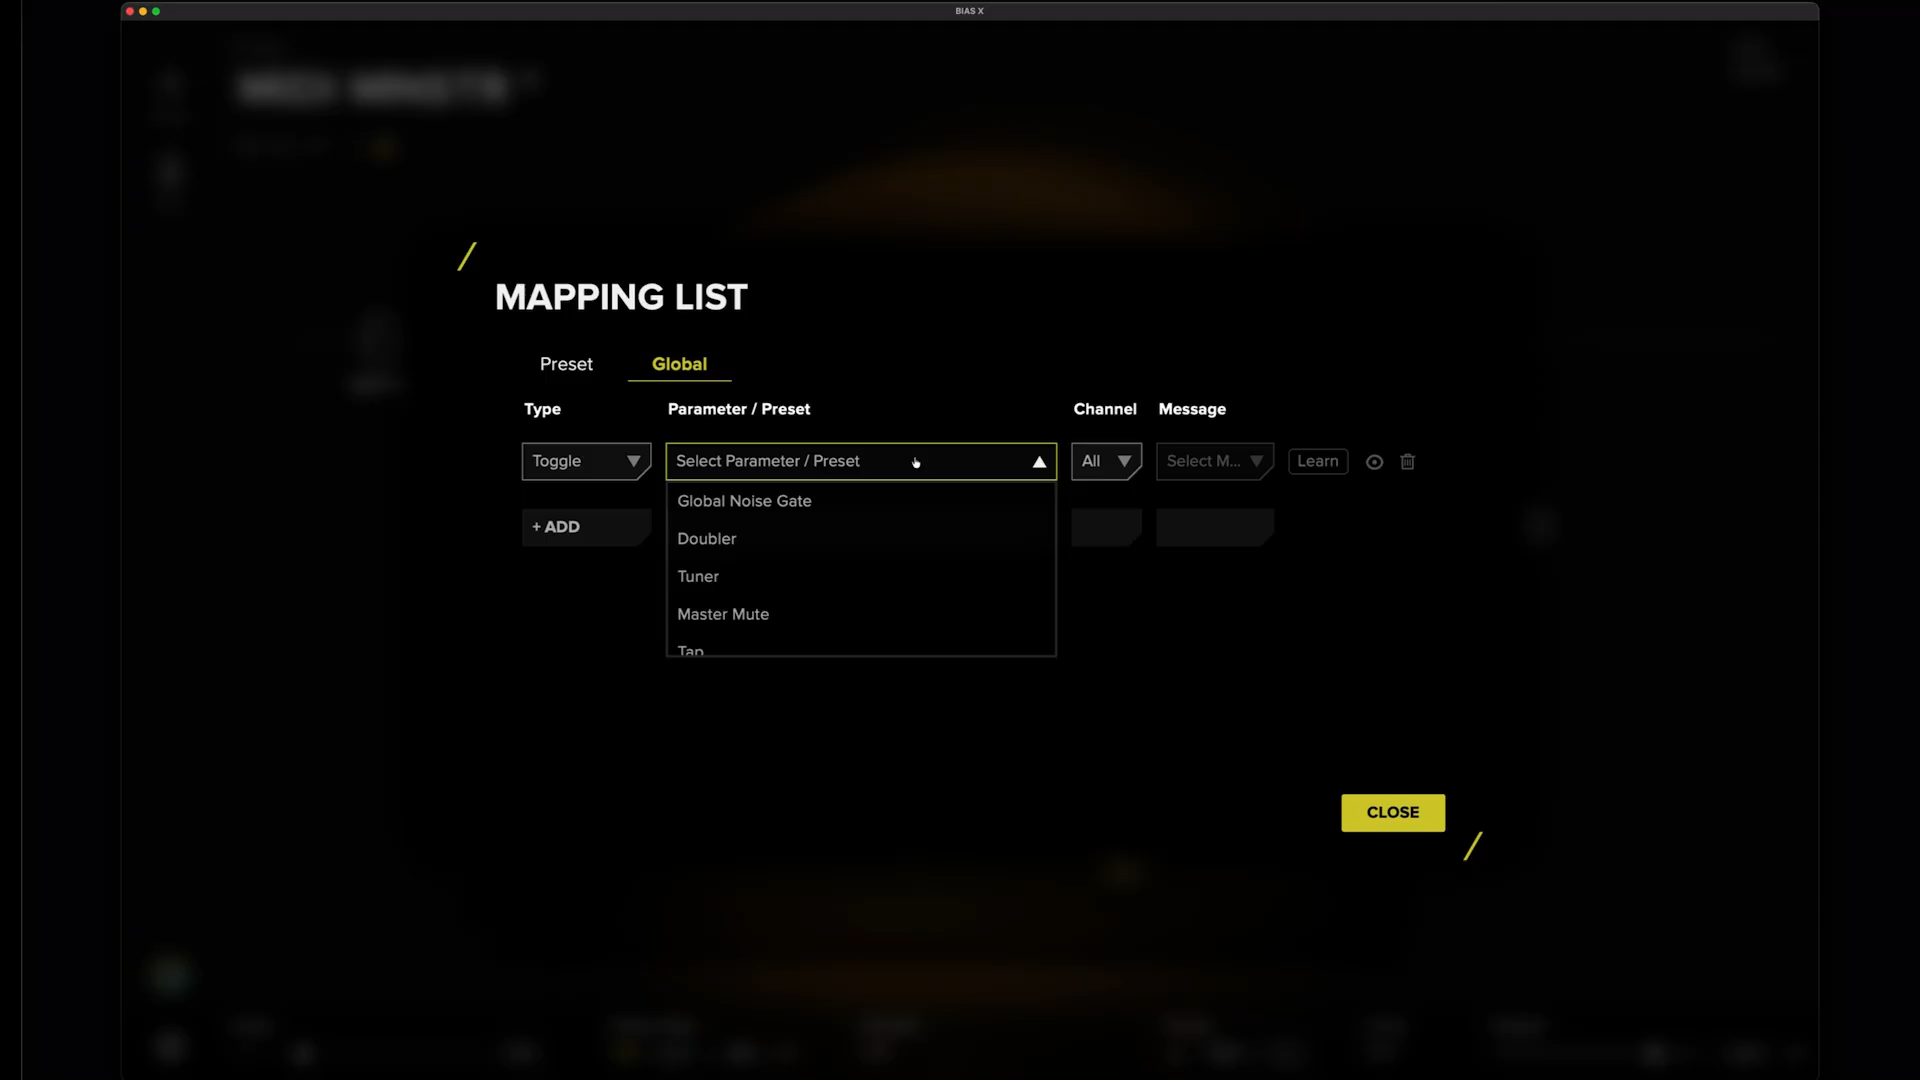 BIAS X
MAPPING LIST
Preset Global
Type Parameter / Preset Channel Message
Toggle Select Parameter / Preset All Select M... Learn
Global Noise Gate
+ ADD
Doubler
Tuner
Master Mute
Tap
CLOSE